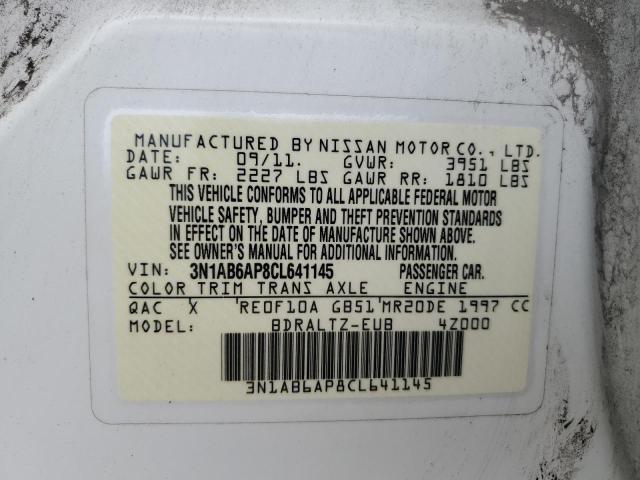 MANUFACTURED BY NISSAN MOTOR CO., LTD.
DATE: 09/11. GVWR: 3951 LBS
GAWR FR: 2227 LBS GAWR RR: 1810 LBS
THIS VEHICLE CONFORMS TO ALL APPLICABLE FEDERAL MOTOR
VEHICLE SAFETY, BUMPER AND THEFT PREVENTION STANDARDS
IN EFFECT ON THE DATE OF MANUFACTURE SHOWN ABOVE.
SEE OWNER'S MANUAL FOR ADDITIONAL INFORMATION.
VIN: 3N1AB6AP8CL641145 PASSENGER CAR.
COLOR TRIM TRANS AXLE ENGINE
QAC X RE0F10A GB51 MR20DE 1997 CC
MODEL: BDRALTZ-EUB 4Z000
3N1AB6AP8CL641145